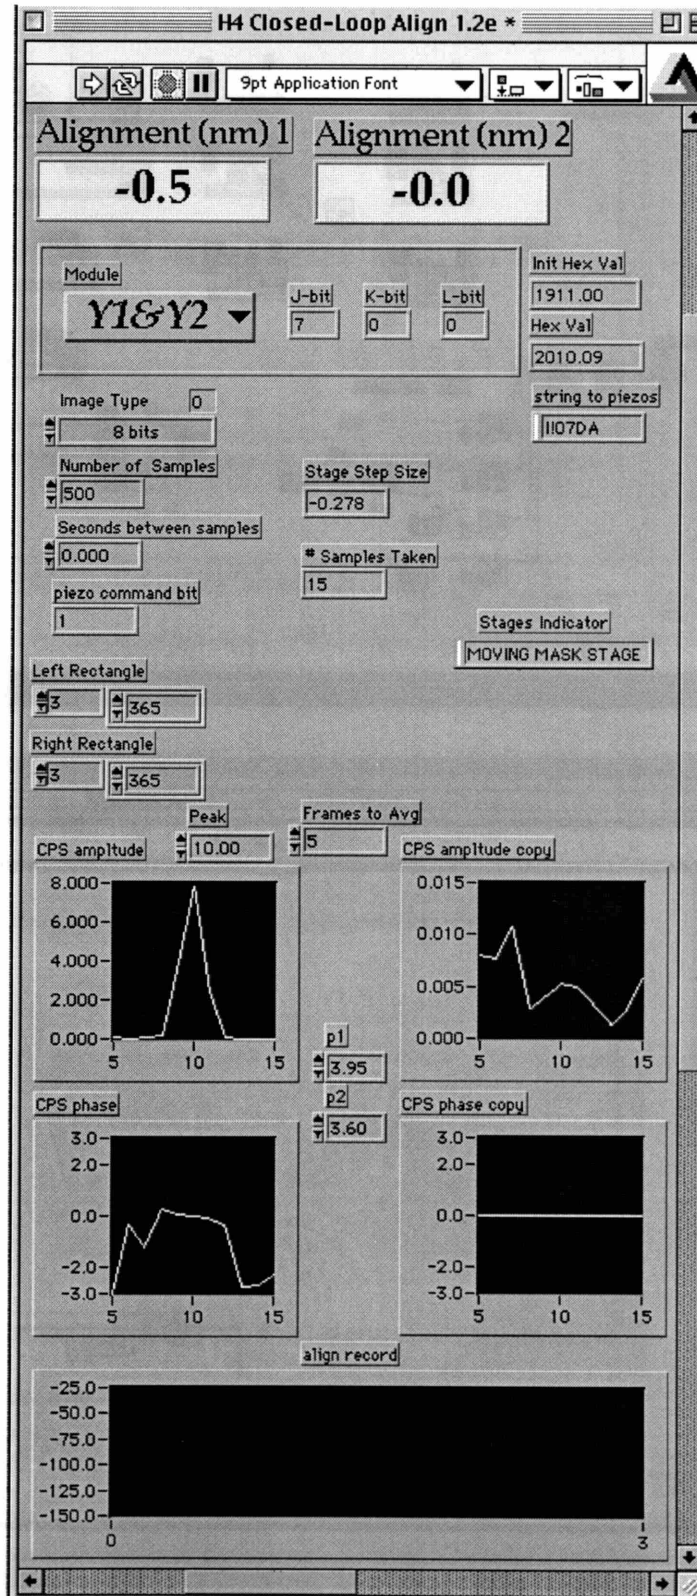 H4 Closed-Loop Align 1.2e *
9pt Application Font
Alignment (nm) 1 Alignment (nm) 2
-0.5 -0.0
Module
Y1&Y2
J-bit K-bit L-bit
7 0 0
Init Hex Val
1911.00
Hex Val
2010.09
string to piezos
Image Type 0
8 bits
Number of Samples
500
Stage Step Size
-0.278
Seconds between samples
0.000
# Samples Taken
15
piezo command bit
1
Stages Indicator
MOVING MASK STAGE
Left Rectangle
3 365
Right Rectangle
3 365
Peak
10.00
Frames to Avg
5
CPS ampltude
8.000
6.000
4.000
2.000
0.000
5 10 15
CPS ampltude copy
0.015
0.010
0.005
0.000
5 10 15
p1
3.95
p2
3.60
CPS phase
3.0
2.0
0.0
-2.0
-3.0
5 10 15
CPS phase copy
3.0
2.0
0.0
-2.0
-3.0
5 10 15
align record
-25.0
-50.0
-75.0
-100.0
-125.0
-150.0
0 3